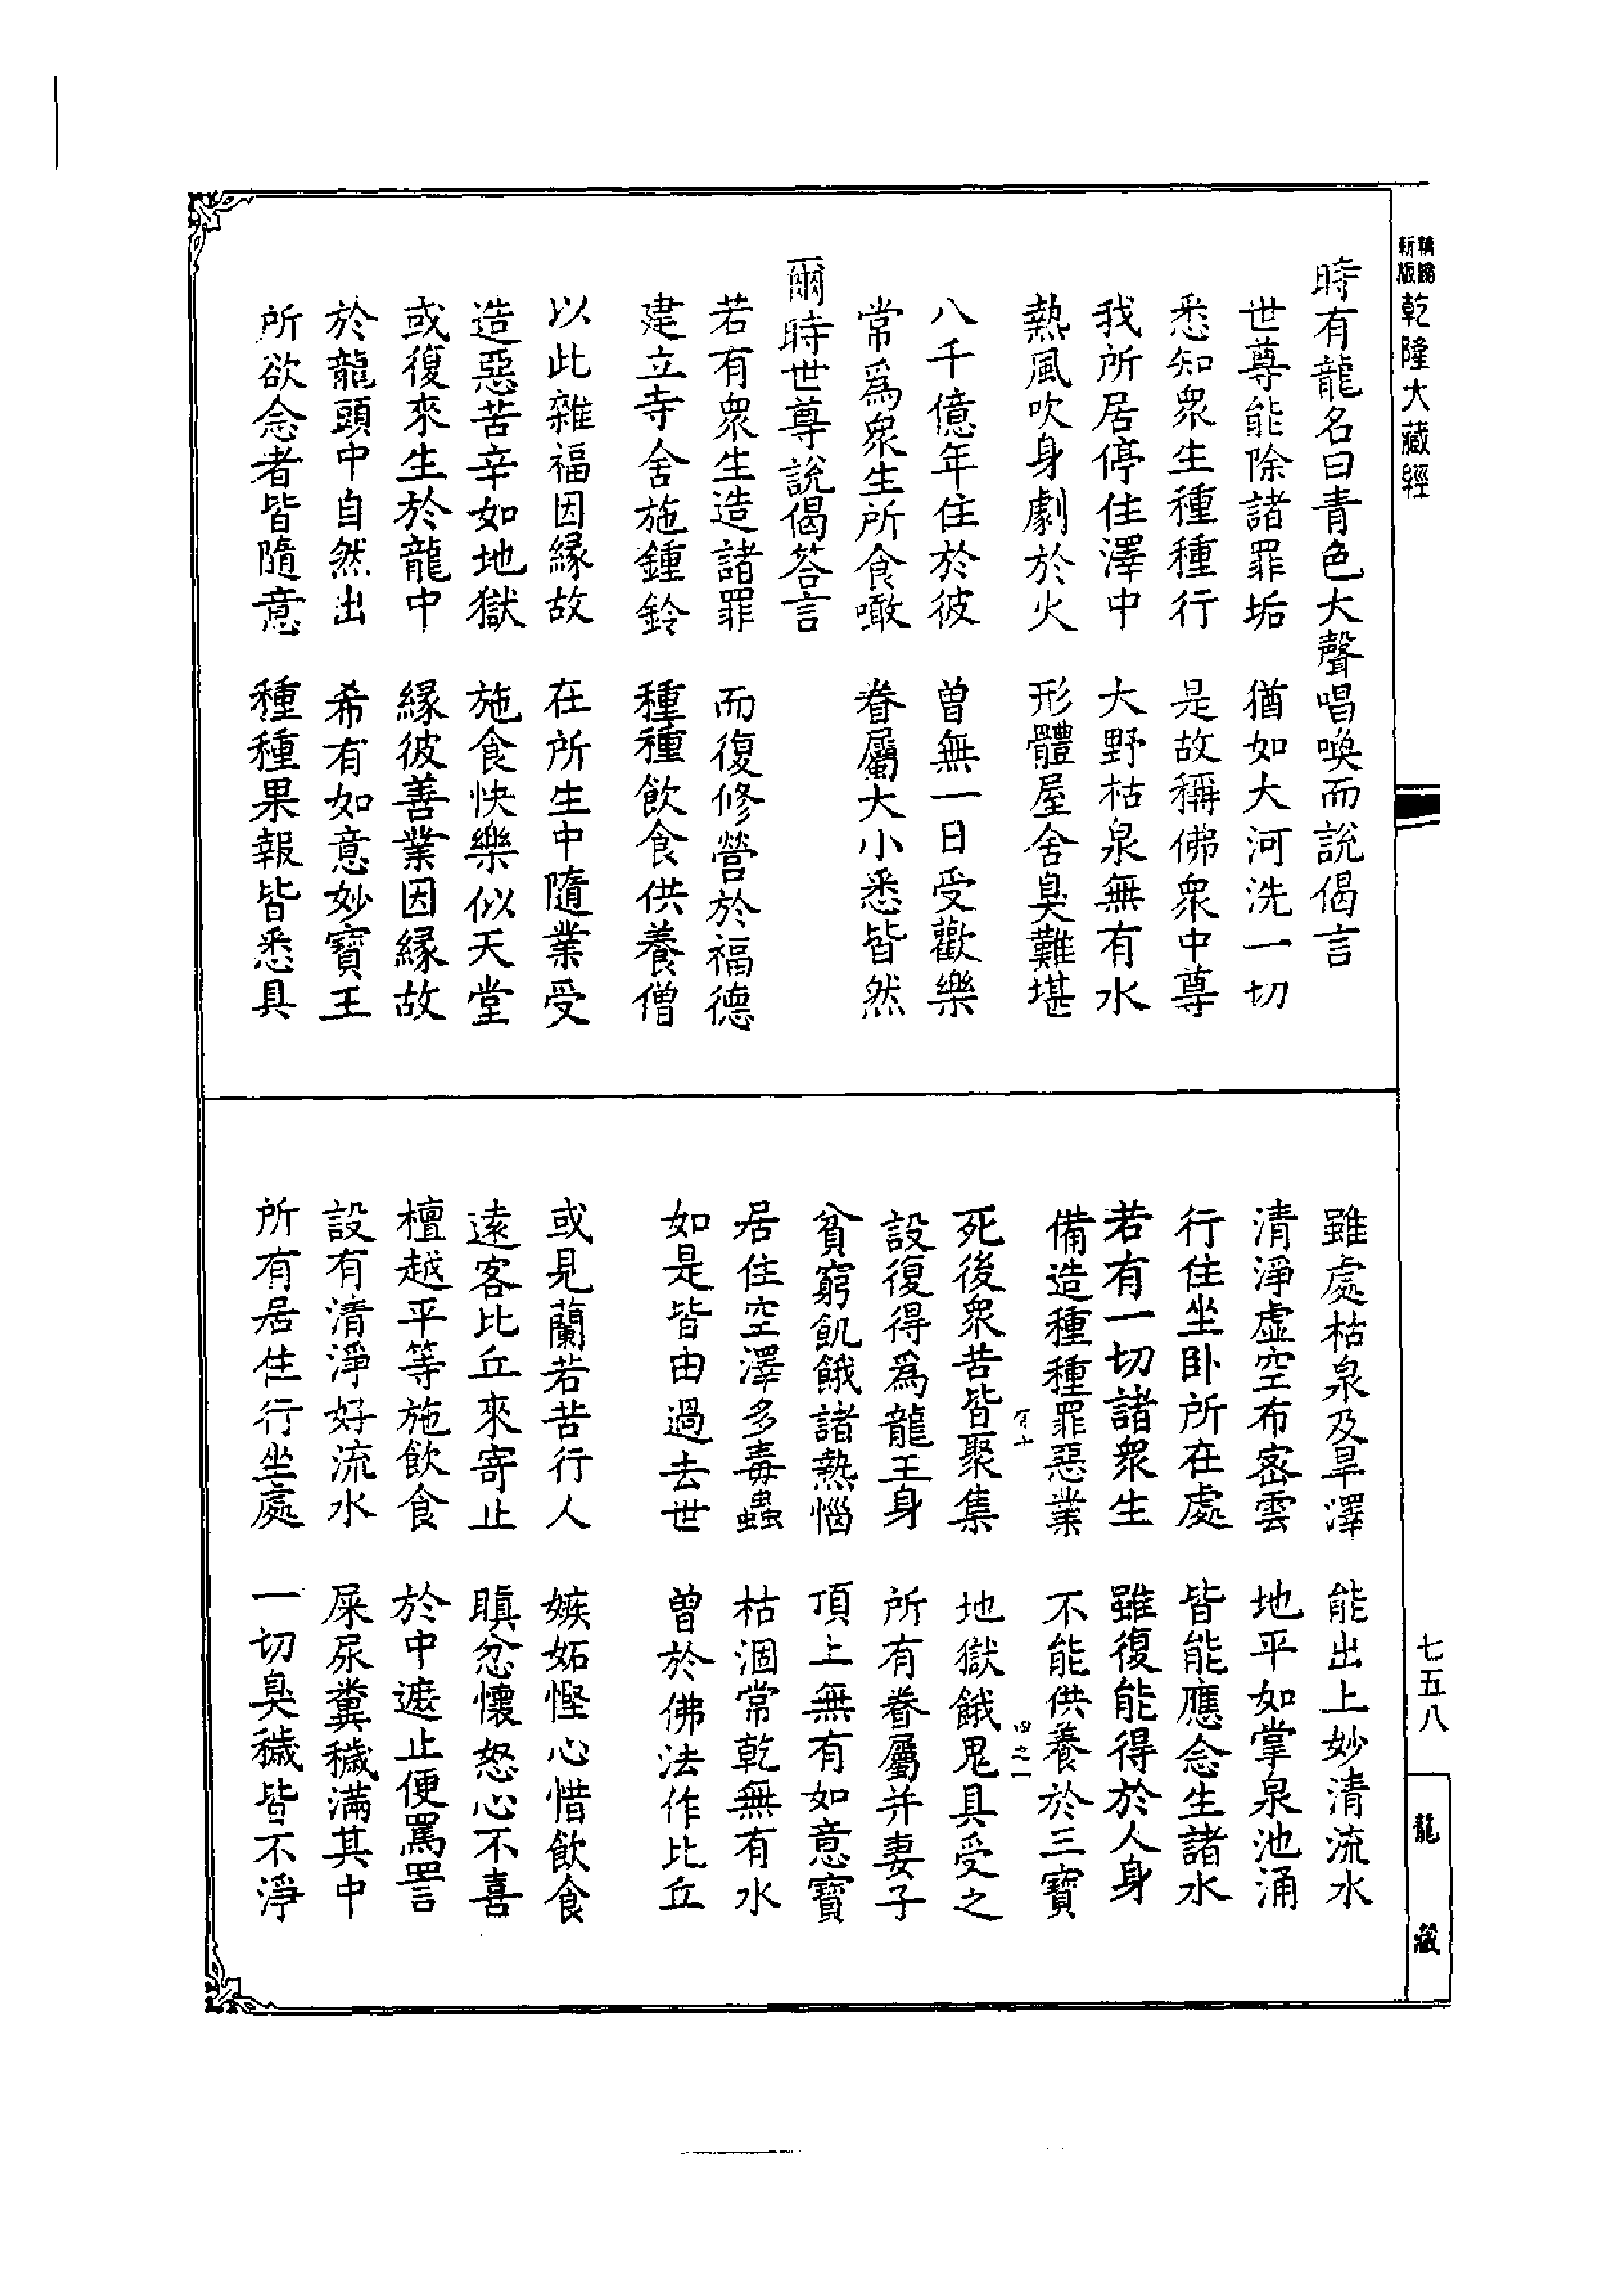 乾隆大藏經
時有龍名曰青色大聲唱喚而說偈言
世尊能除諸罪垢　猶如大河洗一切
悉知衆生種種行　是故稱佛衆中尊
我所居停住澤中　大野枯泉無有水
熱風吹身劇於火　形體屋舍臭難堪
八千億年住於彼　曾無一日受歡樂
常爲衆生所食噉　眷屬大小悉皆然
爾時世尊說偈答言
若有衆生造諸罪　而復修營於福德
建立寺舍施鍾鈴　種種飲食供養僧
以此雜福因緣故　在所生中隨業受
造惡苦辛如地獄　施食快樂似天堂
或復來生於龍中　緣彼善業因緣故
於龍頭中自然出　希有如意妙寶王
所欲念者皆隨意　種種果報皆悉具
雖處枯泉及旱澤　能出上妙清流水
清淨虛空布密雲　地平如掌泉池涌
行住坐卧所在處　皆能應念生諸水
若有一切諸衆生　雖復能得於人身
備造種種罪惡業　不能供養於三寶
四之一
死後衆苦皆聚集　地獄餓鬼具受之
設復得爲龍王身　所有眷屬并妻子
貧窮飢餓諸熱惱　頂上無有如意寶
居住空澤多毒蟲　枯涸常乾無有水
如是皆由過去世　曾於佛法作比丘
或見蘭若苦行人　嫉妬慳心惜飲食
遠客比丘來寄止　瞋忿懷怒心不喜
檀越平等施飲食　於中遮止便罵詈
設有清淨好流水　屎尿糞穢滿其中
所有居住行坐處　一切臭穢皆不淨
七五八
龍藏